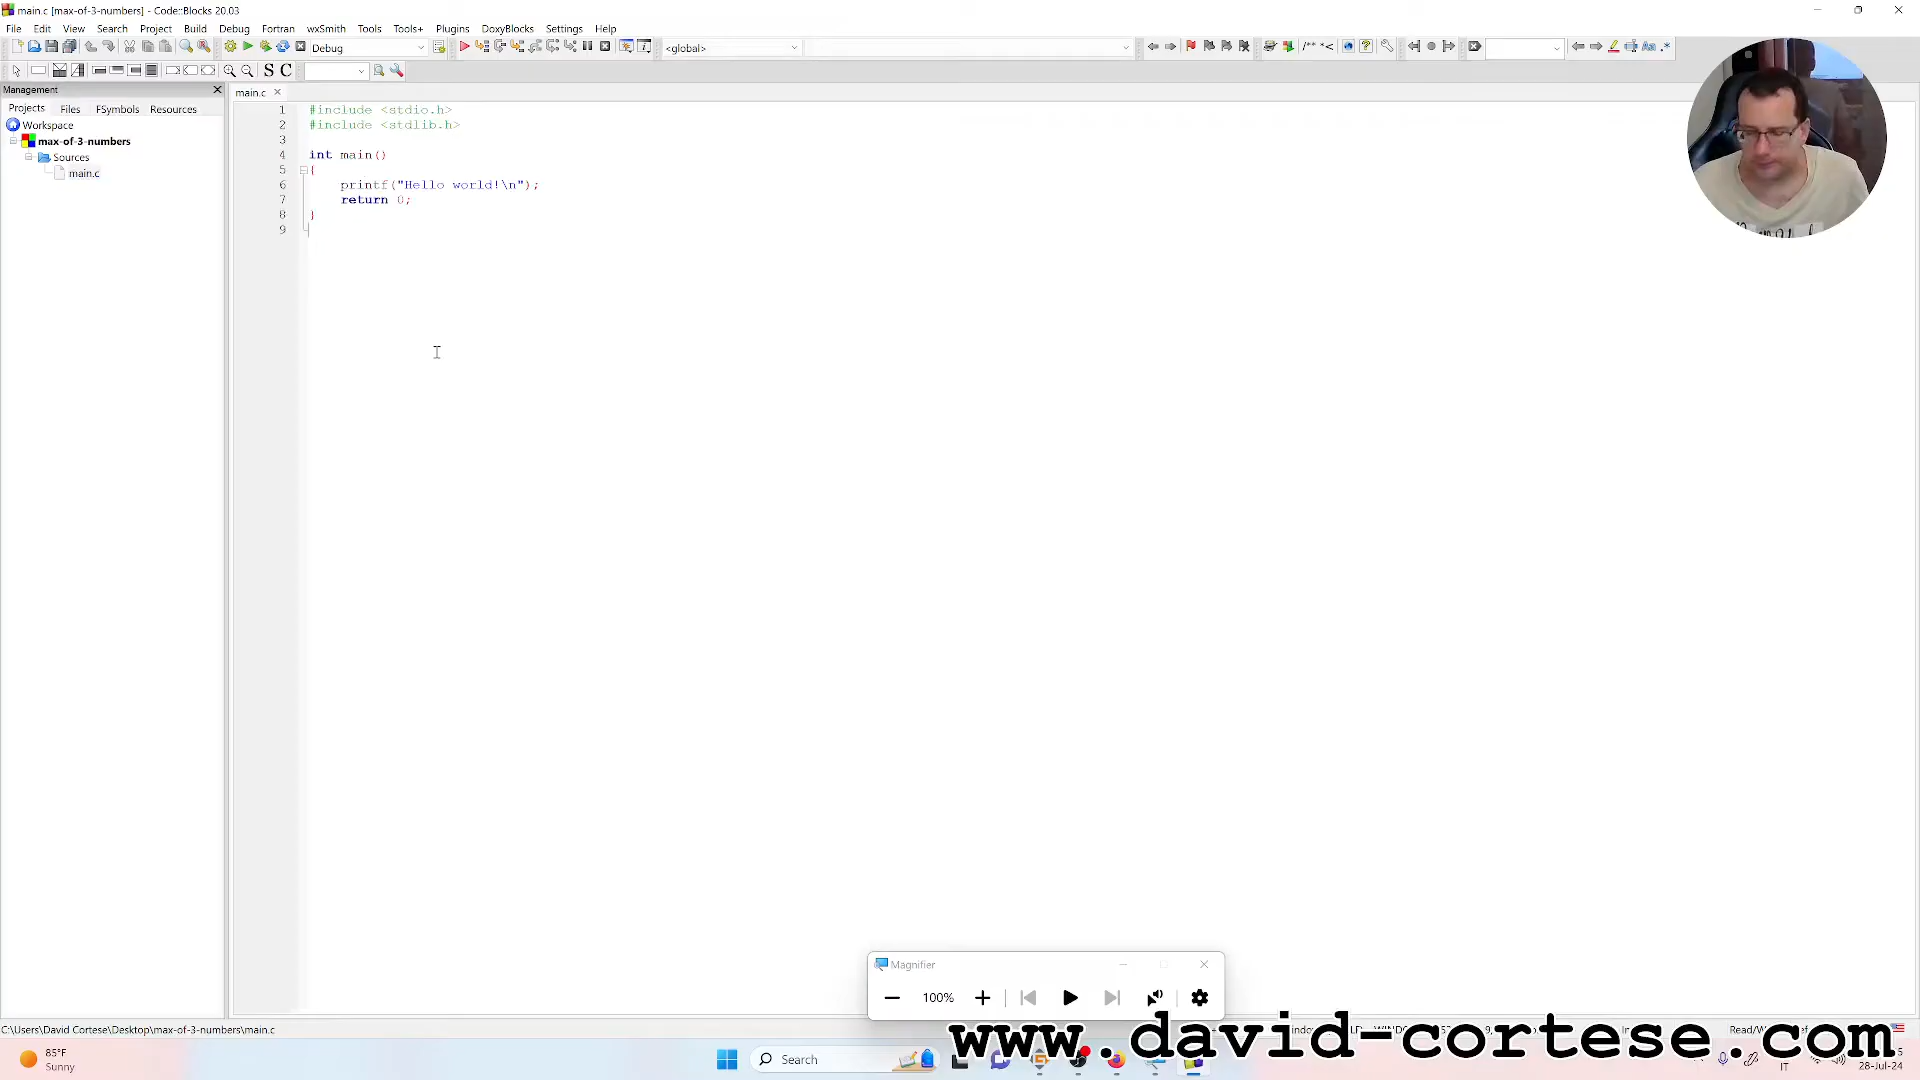 main.c [max-of-3-numbers] - Code::Blocks 20.03
File Edit View Search Project Build Debug Fortran wxSmith Tools Tools+ Plugins DoxyBlocks Settings Help
Debug
<global>
/** *<
Aa .*
S C
Management
Projects Files FSymbols Resources
Workspace
max-of-3-numbers
Sources
main.c
main.c
1 #include <stdio.h>
2 #include <stdlib.h>
3
4 int main()
5 {
6 printf("Hello world!\n");
7 return 0;
8 }
9
Magnifier
100%
C:\Users\David Cortese\Desktop\max-of-3-numbers\main.c
www.david-cortese.com
85°F
Sunny
Search
IT
28-Jul-24